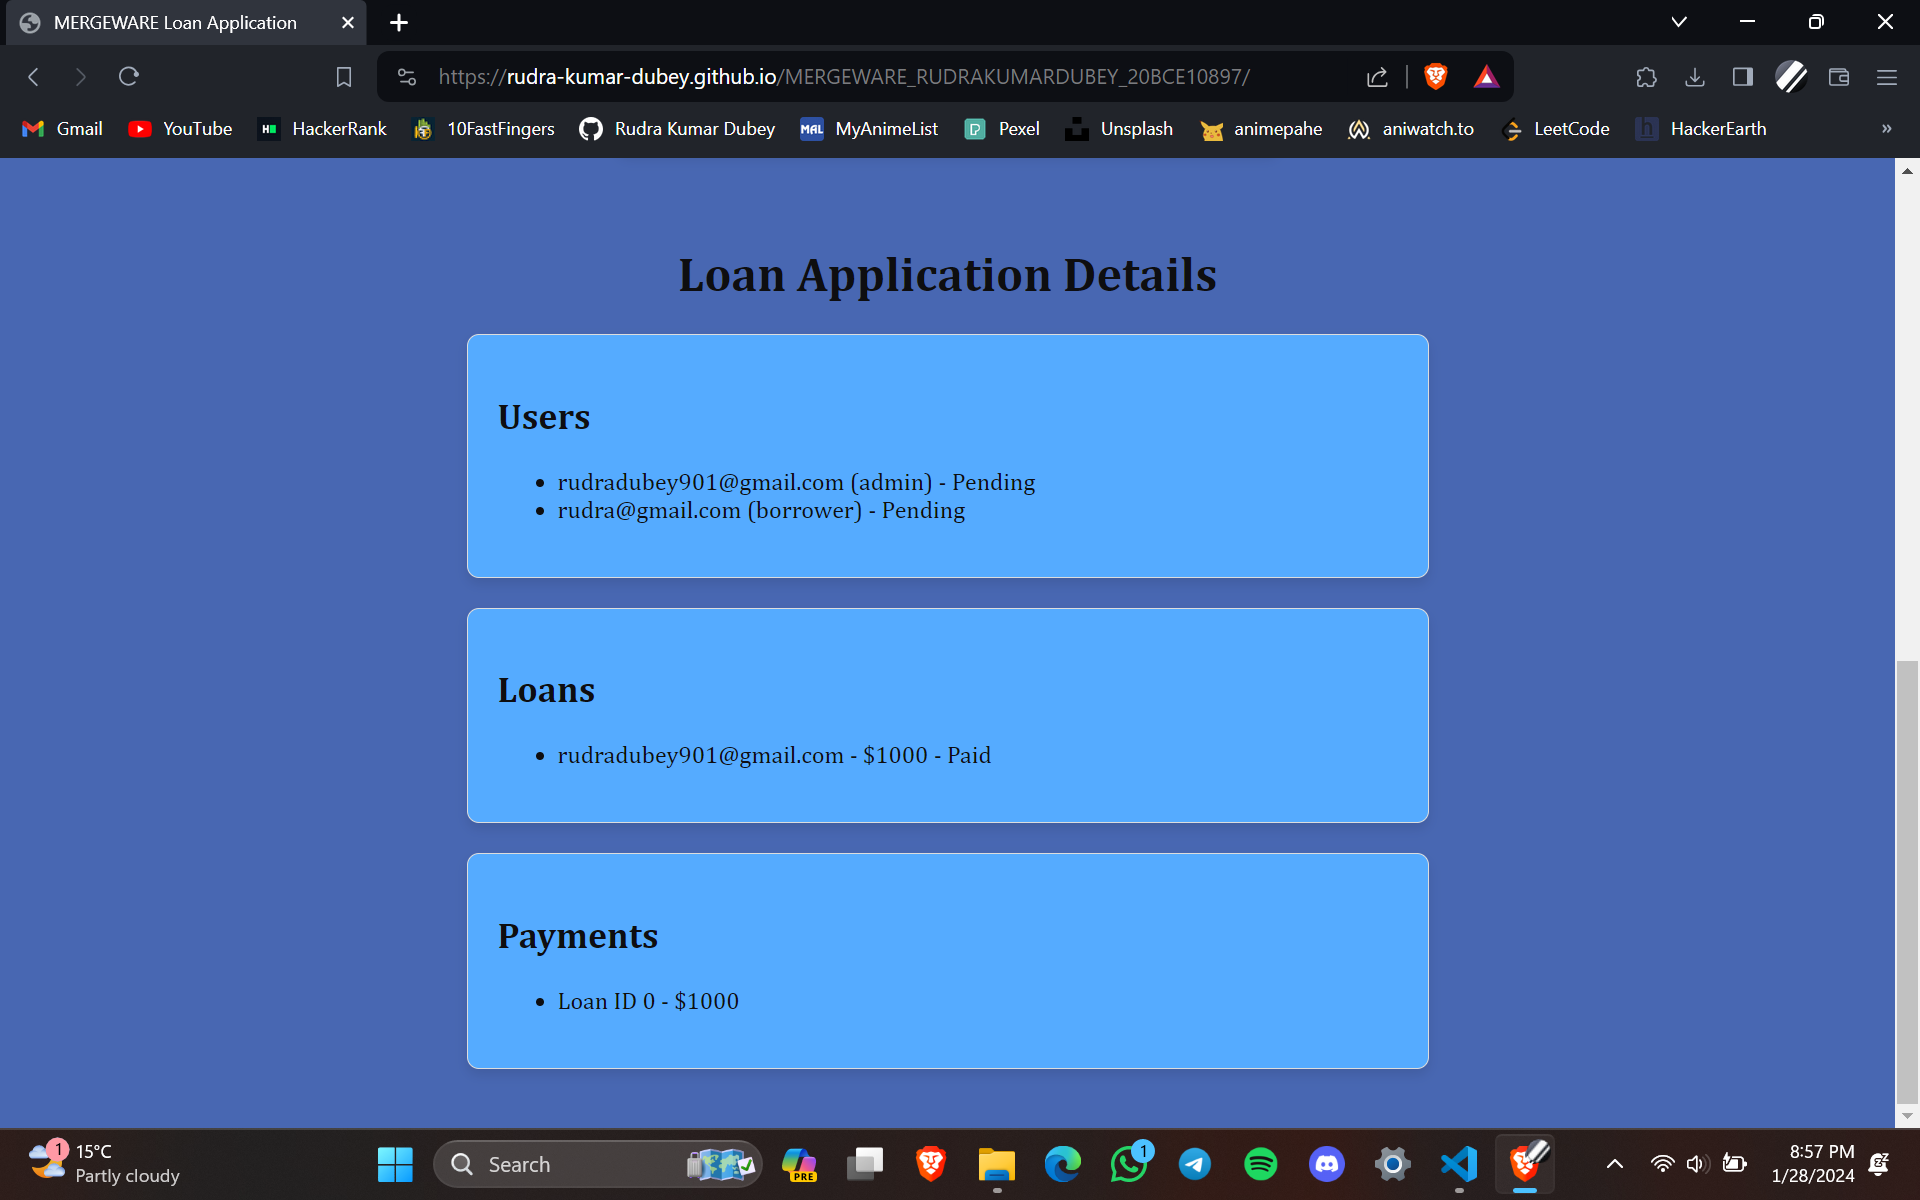 MERGEWARE Loan Application
https://rudra-kumar-dubey.github.io/MERGEWARE_RUDRAKUMARDUBEY_20BCE10897/
Gmail YouTube HackerRank 10FastFingers Rudra Kumar Dubey MyAnimeList Pexel Unsplash animepahe aniwatch.to LeetCode HackerEarth »
Loan Application Details
Users
• rudradubey901@gmail.com (admin) - Pending
• rudra@gmail.com (borrower) - Pending
Loans
• rudradubey901@gmail.com - $1000 - Paid
Payments
• Loan ID 0 - $1000
1 15°C
Partly cloudy
Search
PRE
1
8:57 PM
1/28/2024